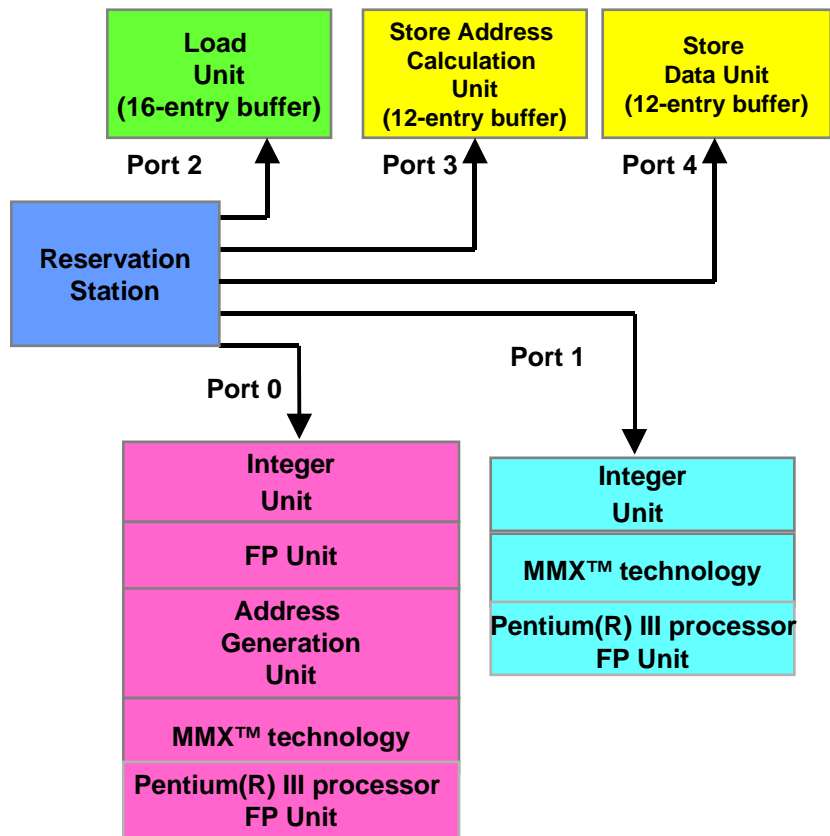 Load
Unit
(16-entry buffer)
Store Address
Calculation
Unit
(12-entry buffer)
Store
Data Unit
(12-entry buffer)
Port 2
Port 3
Port 4
Reservation
Station
Port 1
Port 0
Integer
Unit
FP Unit
Address
Generation
Unit
MMX™ technology
Pentium(R) III processor
FP Unit
Integer
Unit
MMX™ technology
Pentium(R) III processor
FP Unit